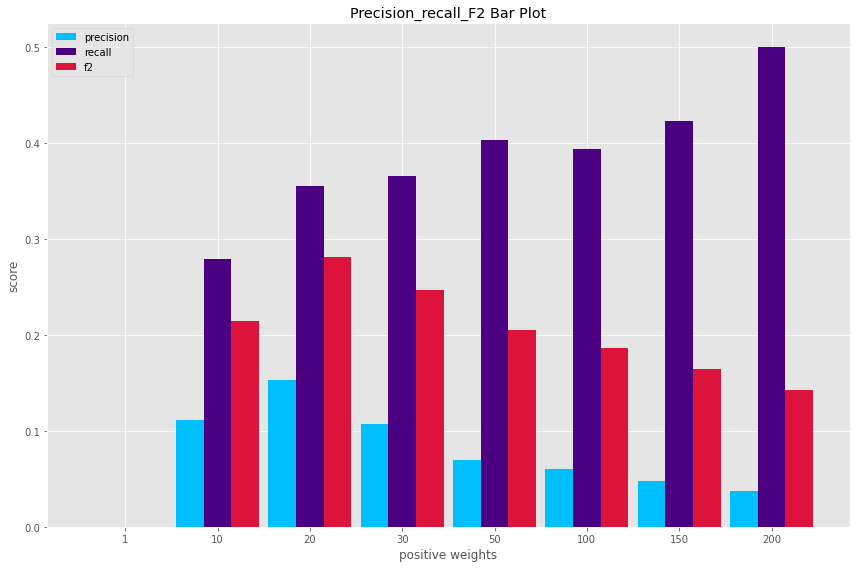 Precision_recall_F2 Bar Plot
precision
recall
f2
score
0.5
0.4
0.3
0.2
0.1
0.0
1 10 20 30 50 100 150 200
positive weights